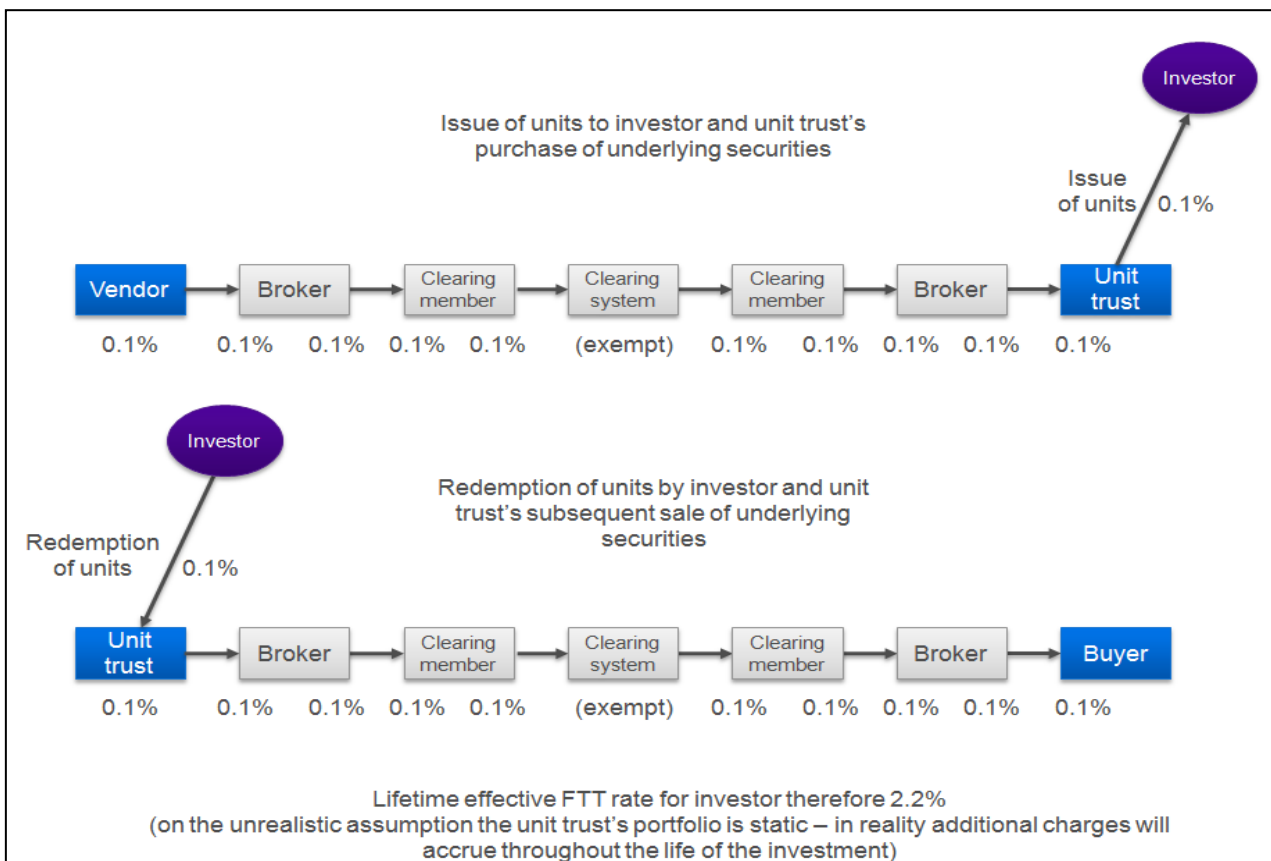 Investor
Issue of units to investor and unit trust's
purchase of underlying securities
Issue
of units
0.1%
Vendor
Broker
Clearing
member
Clearing
system
Clearing
member
Broker
Unit
trust
0.1% 0.1% 0.1% 0.1% 0.1% (exempt) 0.1% 0.1% 0.1% 0.1% 0.1%
Investor
Redemption of units by investor and unit
trust's subsequent sale of underlying
securities
Redemption
of units
0.1%
Unit
trust
Broker
Clearing
member
Clearing
system
Clearing
member
Broker
Buyer
0.1% 0.1% 0.1% 0.1% 0.1% (exempt) 0.1% 0.1% 0.1% 0.1% 0.1%
Lifetime effective FTT rate for investor therefore 2.2%
(on the unrealistic assumption the unit trust's portfolio is static – in reality additional charges will
accrue throughout the life of the investment)